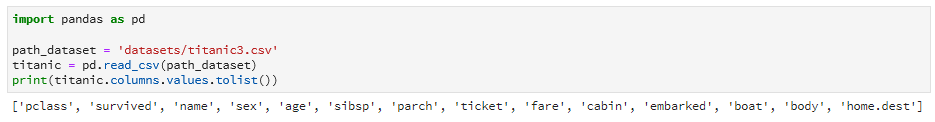 import pandas as pd
path_dataset = 'datasets/titanic3.csv'
titanic = pd.read_csv(path_dataset)
print(titanic.columns.values.tolist())
['pclass', 'survived', 'name', 'sex', 'age', 'sibsp', 'parch', 'ticket', 'fare', 'cabin', 'embarked', 'boat', 'body', 'home.dest']